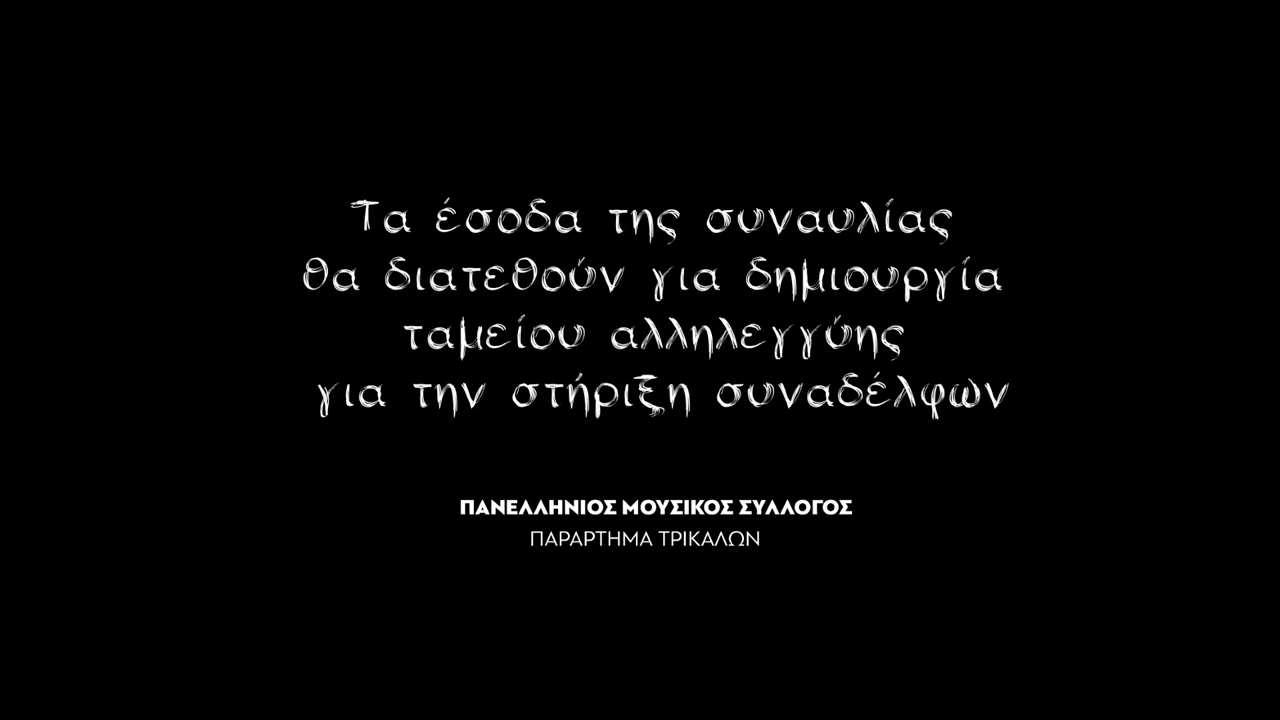 Τα έσοδα της συναυλίας
θα διατεθούν για δημιουργία
ταμείου αλληλεγγύης
για την στήριξη συναδέλφων
ΠΑΝΕΛΛΗΝΙΟΣ ΜΟΥΣΙΚΟΣ ΣΥΛΛΟΓΟΣ
ΠΑΡΑΡΤΗΜΑ ΤΡΙΚΑΛΩΝ